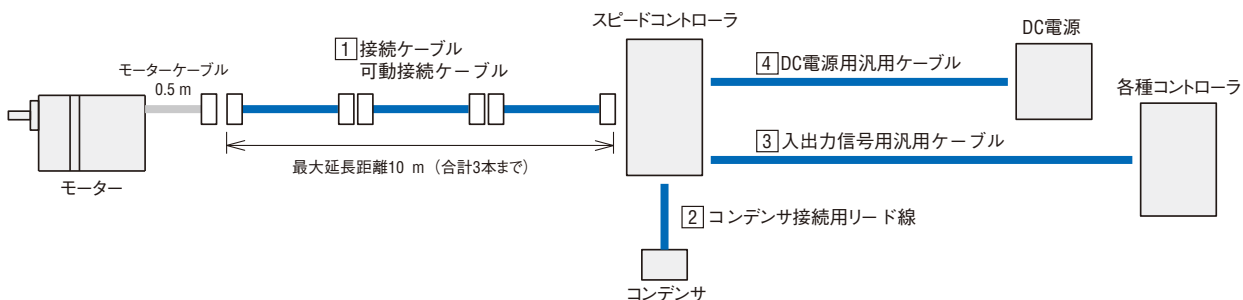 スピードコントローラ
DC電源
1 接続ケーブル
可動接続ケーブル
モーターケーブル
0.5 m
4 DC電源用汎用ケーブル
各種コントローラ
3 入出力信号用汎用ケーブル
最大延長距離10 m（合計3本まで）
モーター
2 コンデンサ接続用リード線
コンデンサ